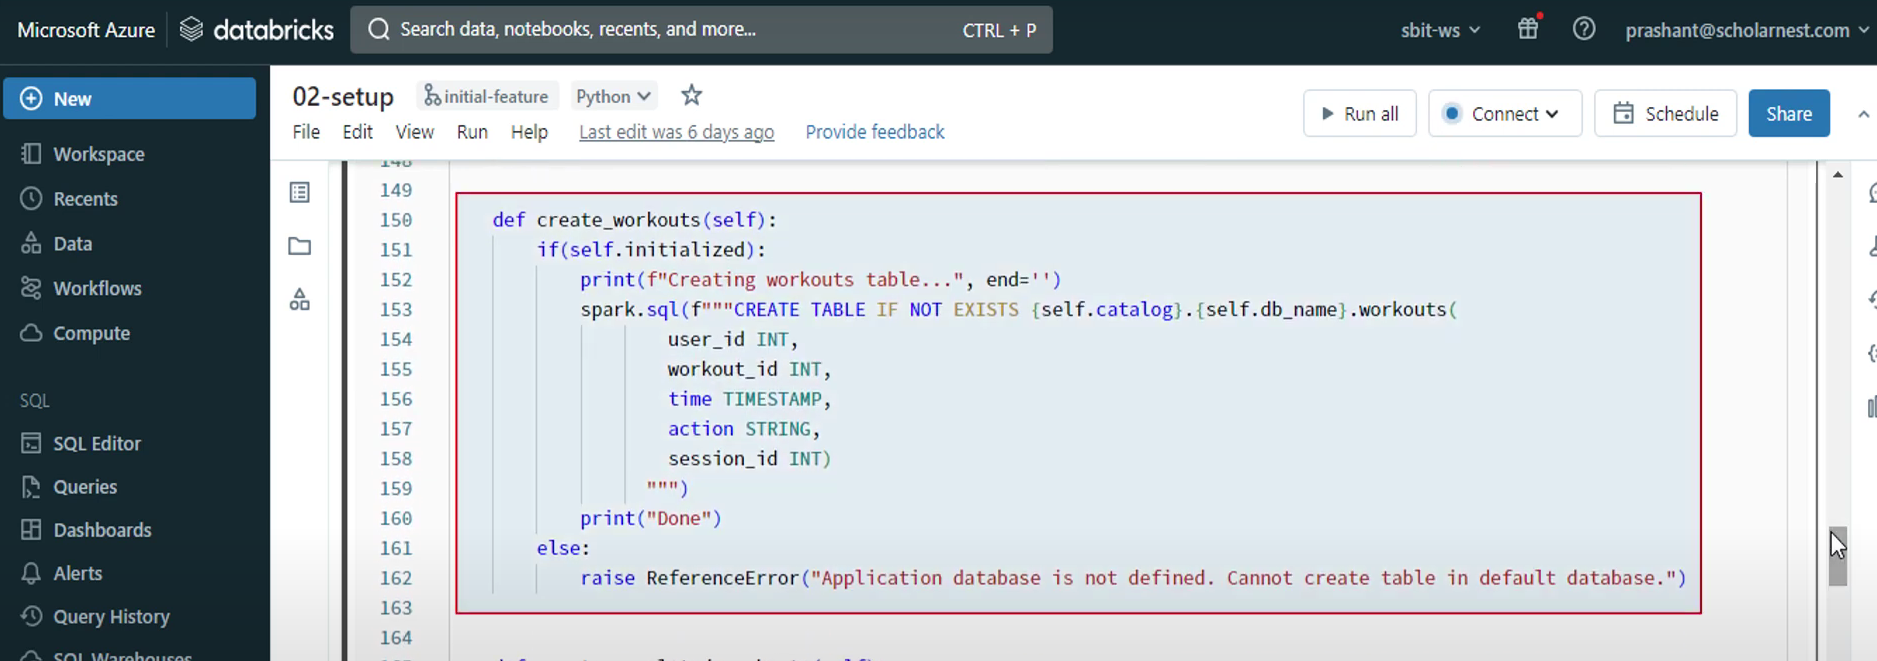 Microsoft Azure databricks Search data, notebooks, recents, and more... CTRL + P sbit-ws prashant@scholarnest.com
New
Workspace
Recents
Data
Workflows
Compute
SQL
SQL Editor
Queries
Dashboards
Alerts
Query History
SQL Warehouses
02-setup initial-feature Python
File Edit View Run Help Last edit was 6 days ago Provide feedback
Run all Connect Schedule Share
148
149
150 def create_workouts(self):
151 if(self.initialized):
152 print(f"Creating workouts table...", end='')
153 spark.sql(f"""CREATE TABLE IF NOT EXISTS {self.catalog}.{self.db_name}.workouts(
154 user_id INT,
155 workout_id INT,
156 time TIMESTAMP,
157 action STRING,
158 session_id INT)
159 """)
160 print("Done")
161 else:
162 raise ReferenceError("Application database is not defined. Cannot create table in default database.")
163
164